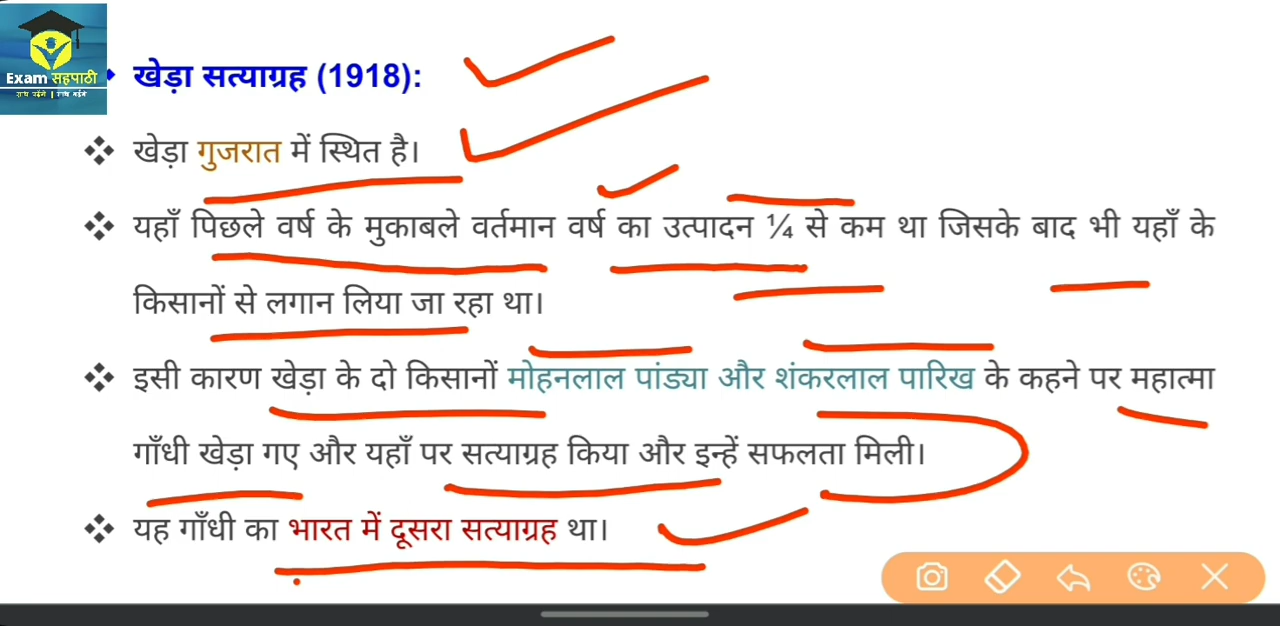 Exam सहपाठी
खेड़ा सत्याग्रह (1918):
❖ खेड़ा गुजरात में स्थित है।
❖ यहाँ पिछले वर्ष के मुकाबले वर्तमान वर्ष का उत्पादन ¼ से कम था जिसके बाद भी यहाँ के
किसानों से लगान लिया जा रहा था।
❖ इसी कारण खेड़ा के दो किसानों मोहनलाल पांड्या और शंकरलाल पारिख के कहने पर महात्मा
गाँधी खेड़ा गए और यहाँ पर सत्याग्रह किया और इन्हें सफलता मिली।
❖ यह गाँधी का भारत में दूसरा सत्याग्रह था।